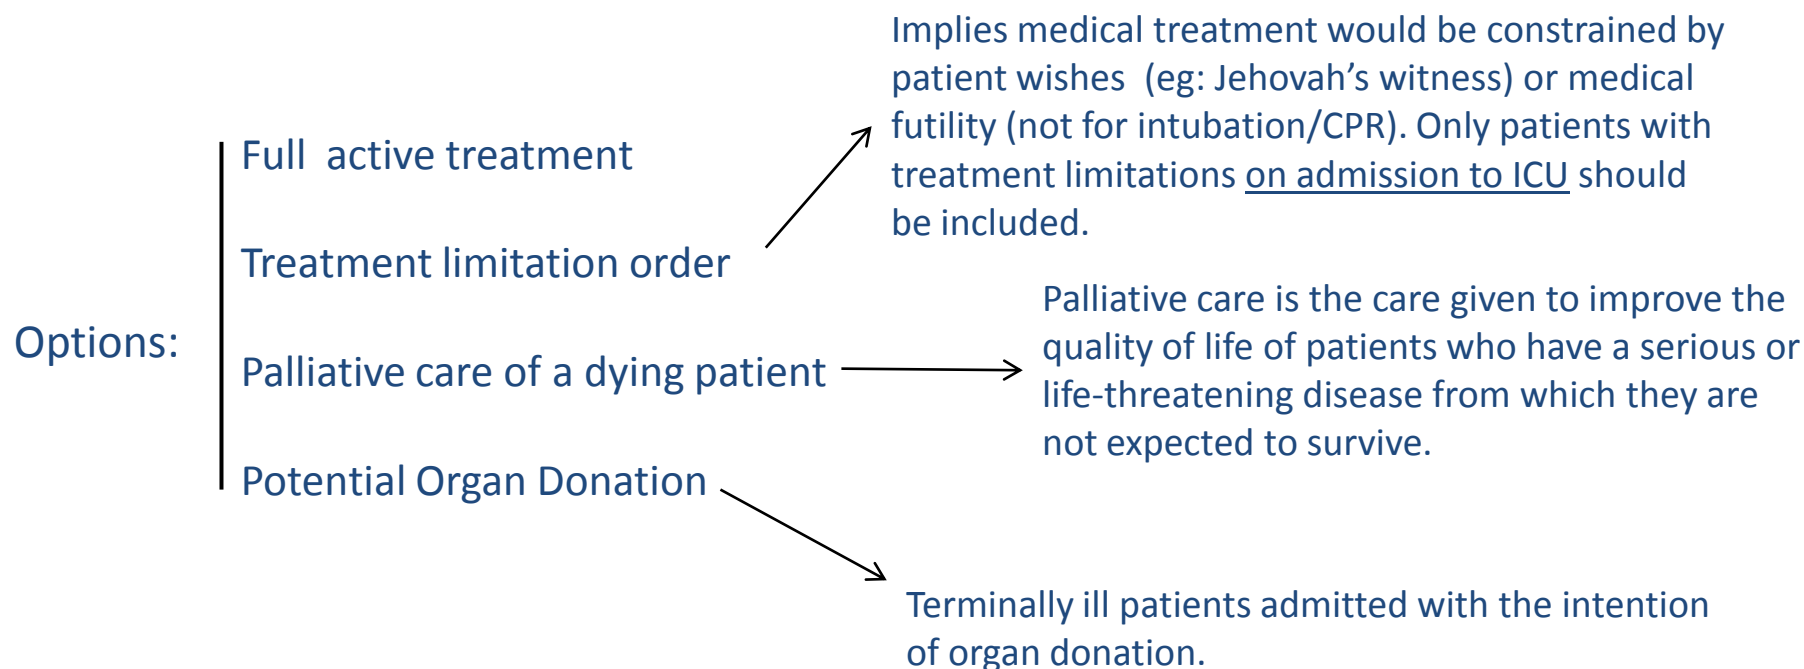 Options:
Full active treatment
Treatment limitation order
Palliative care of a dying patient
Potential Organ Donation
Implies medical treatment would be constrained by
patient wishes (eg: Jehovah’s witness) or medical
futility (not for intubation/CPR). Only patients with
treatment limitations on admission to ICU should
be included.
Palliative care is the care given to improve the
quality of life of patients who have a serious or
life-threatening disease from which they are
not expected to survive.
Terminally ill patients admitted with the intention
of organ donation.